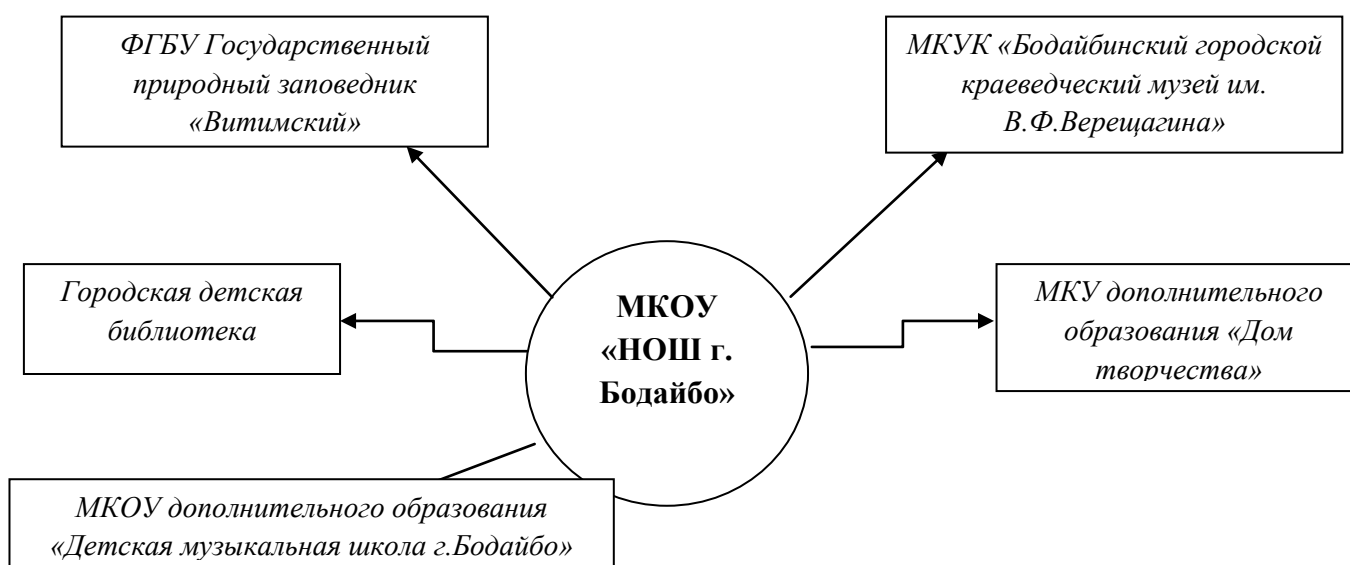 ФГБУ Государственный
природный заповедник
«Витимский»
МКУК «Бодайбинский городской
краеведческий музей им.
В.Ф.Верещагина»
Городская детская
библиотека
МКОУ
«НОШ г.
Бодайбо»
МКУ дополнительного
образования «Дом
творчества»
МКОУ дополнительного образования
«Детская музыкальная школа г.Бодайбо»